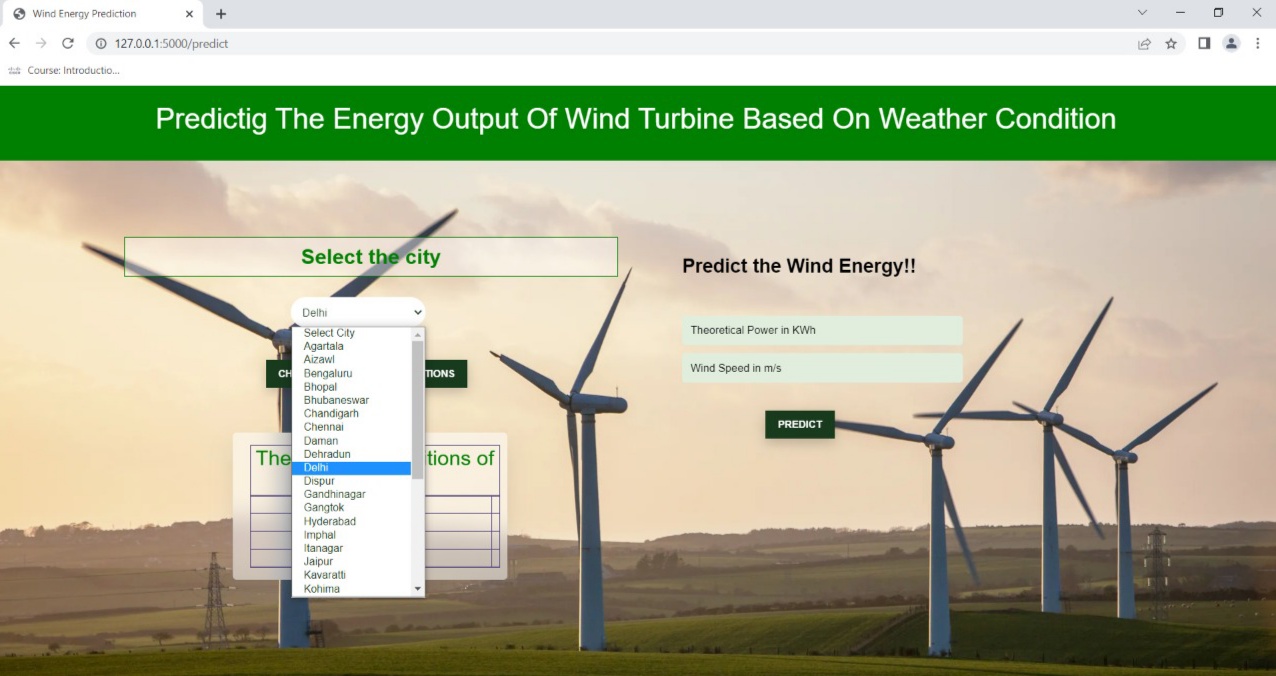 Wind Energy Prediction
127.0.0.1:5000/predict
Course: Introductio...
Predictig The Energy Output Of Wind Turbine Based On Weather Condition
Select the city
Delhi
Select City
Agartala
Aizawl
Bengaluru
Bhopal
Bhubaneswar
Chandigarh
Chennai
Daman
Dehradun
Delhi
Dispur
Gandhinagar
Gangtok
Hyderabad
Imphal
Itanagar
Jaipur
Kavaratti
Kohima
CH TIONS
The tions of
Predict the Wind Energy!!
Theoretical Power in KWh
Wind Speed in m/s
PREDICT